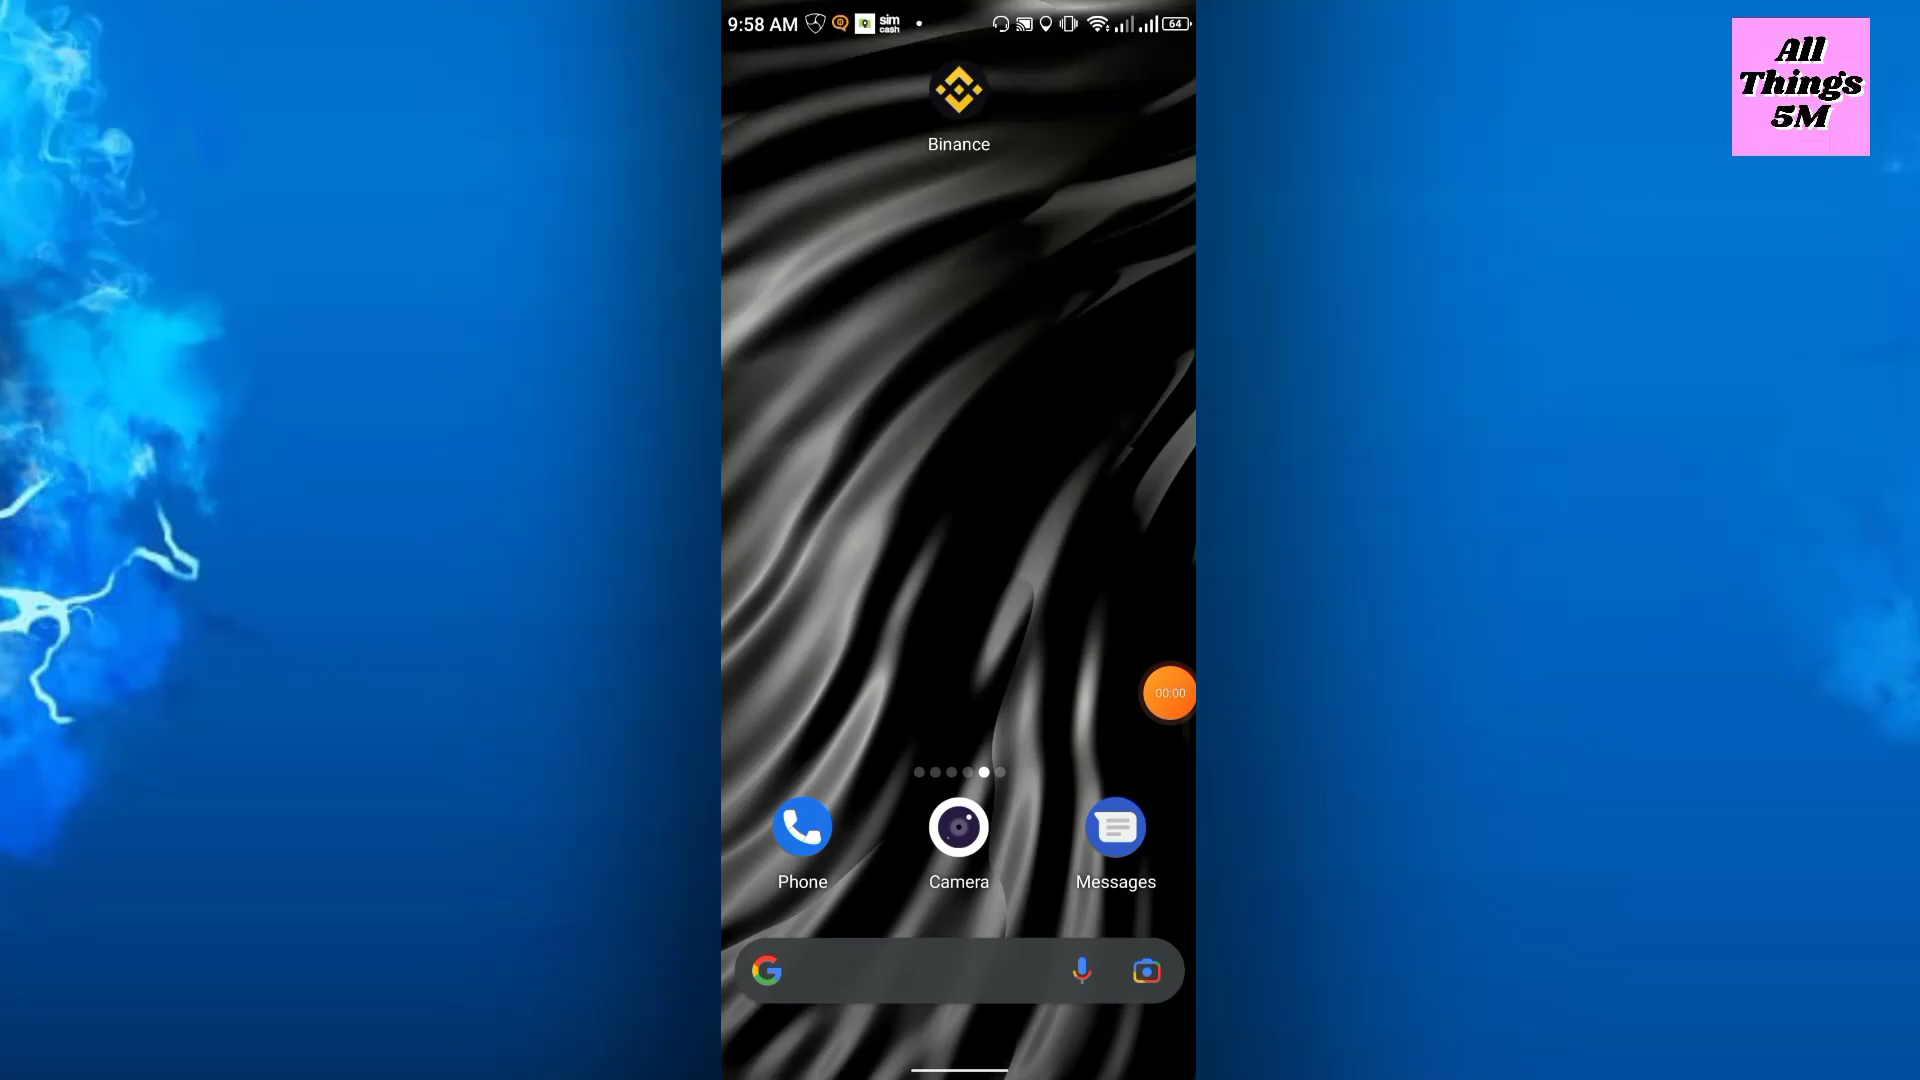 9:58 AM
sim
cash
64
All
Things
5M
Binance
00:00
Phone
Camera
Messages